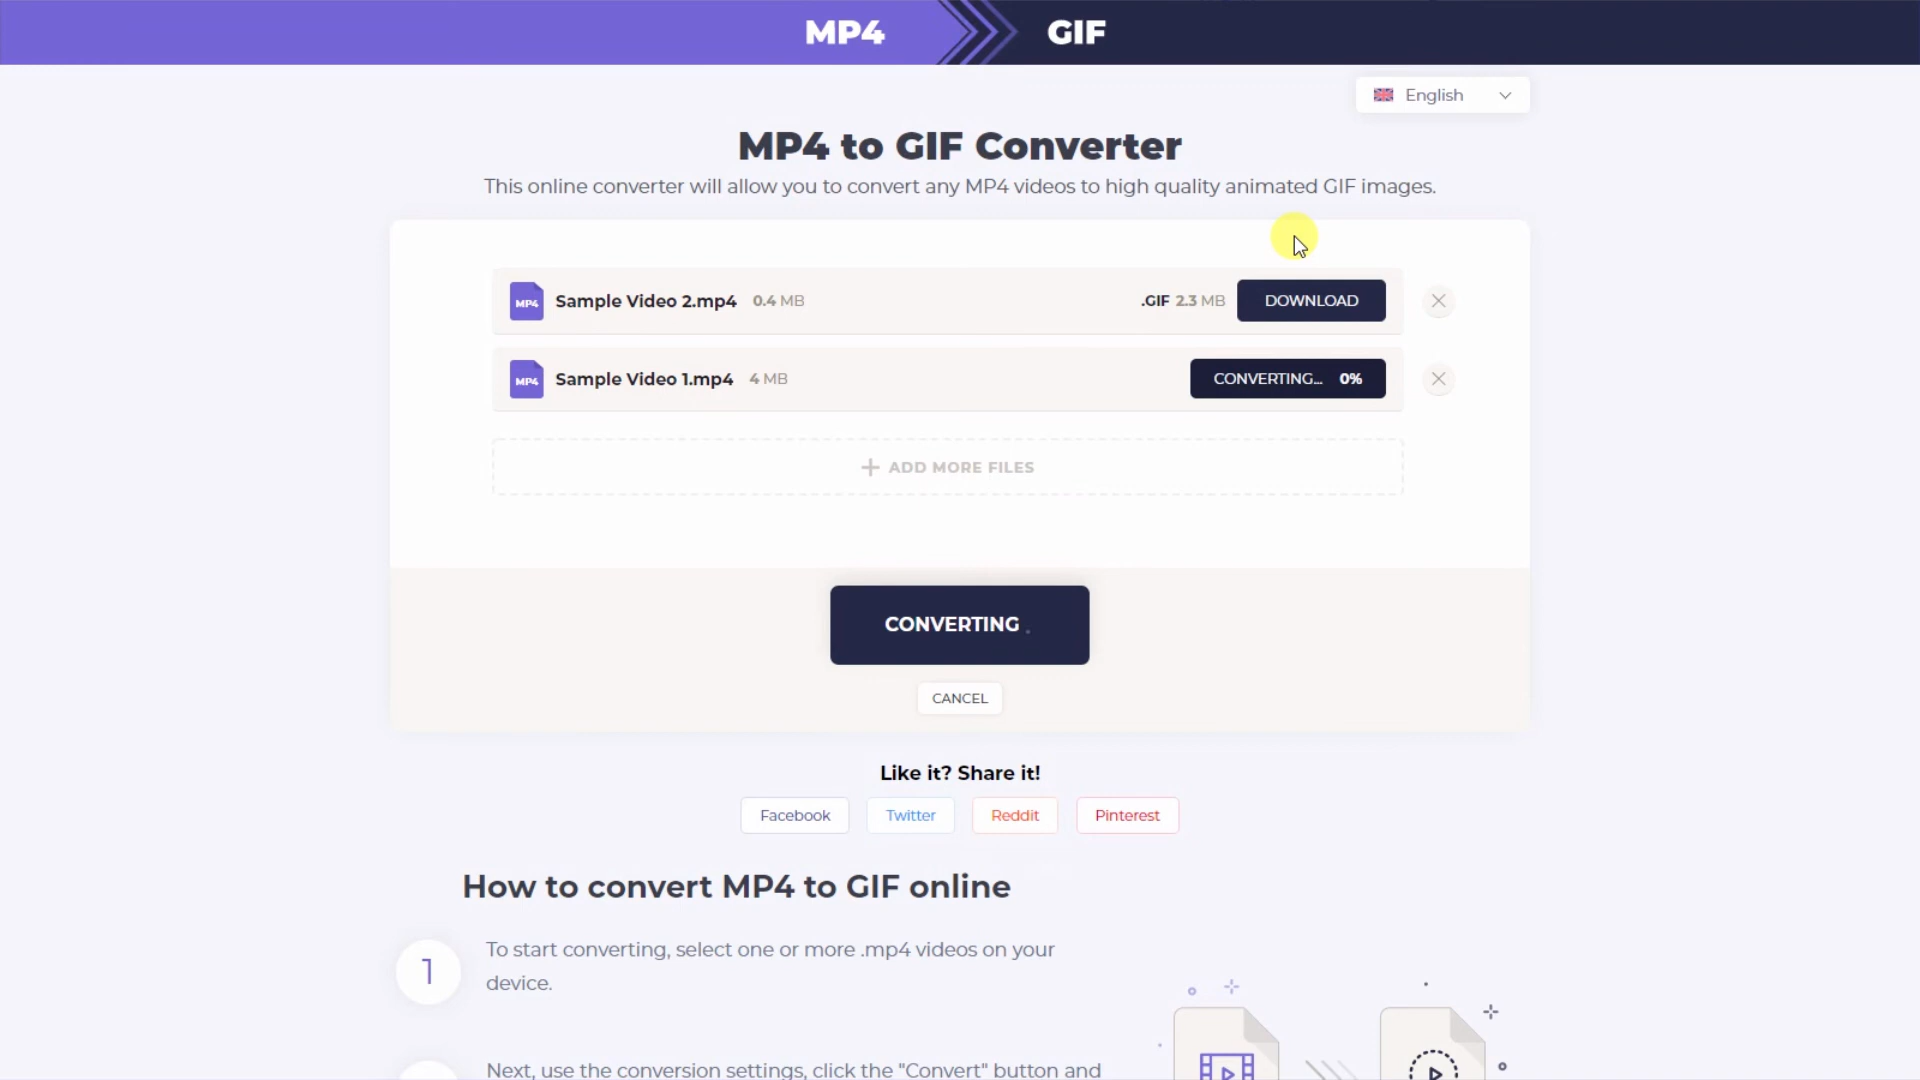 MP4 GIF
English
MP4 to GIF Converter
This online converter will allow you to convert any MP4 videos to high quality animated GIF images.
MP4 Sample Video 2.mp4 0.4 MB .GIF 2.3 MB DOWNLOAD
MP4 Sample Video 1.mp4 4 MB CONVERTING... 0%
ADD MORE FILES
CONVERTING .
CANCEL
Like it? Share it!
Facebook Twitter Reddit Pinterest
How to convert MP4 to GIF online
1
To start converting, select one or more .mp4 videos on your
device.
Next, use the conversion settings, click the "Convert" button and